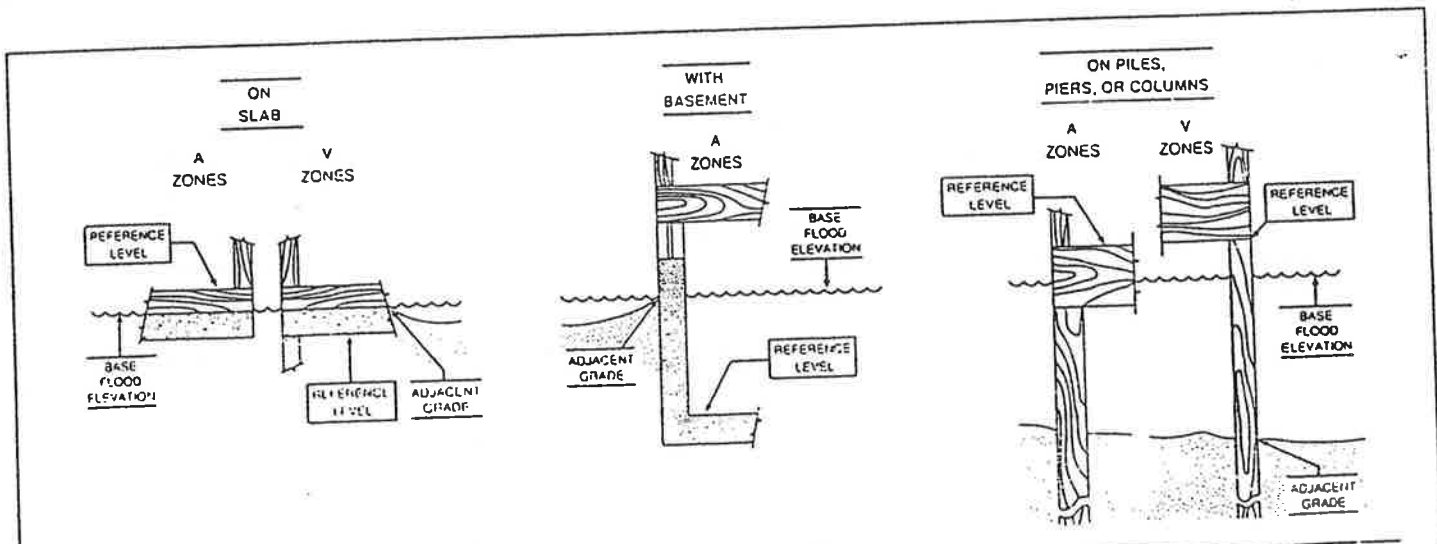 ON
SLAB
A
ZONES
V
ZONES
REFERENCE
LEVEL
BASE
FLOOD
ELEVATION
REFERENCE
LEVEL
ADJACENT
GRADE
WITH
BASEMENT
A
ZONES
BASE
FLOOD
ELEVATION
ADJACENT
GRADE
REFERENCE
LEVEL
ON PILES,
PIERS, OR COLUMNS
A
ZONES
V
ZONES
REFERENCE
LEVEL
REFERENCE
LEVEL
BASE
FLOOD
ELEVATION
ADJACENT
GRADE